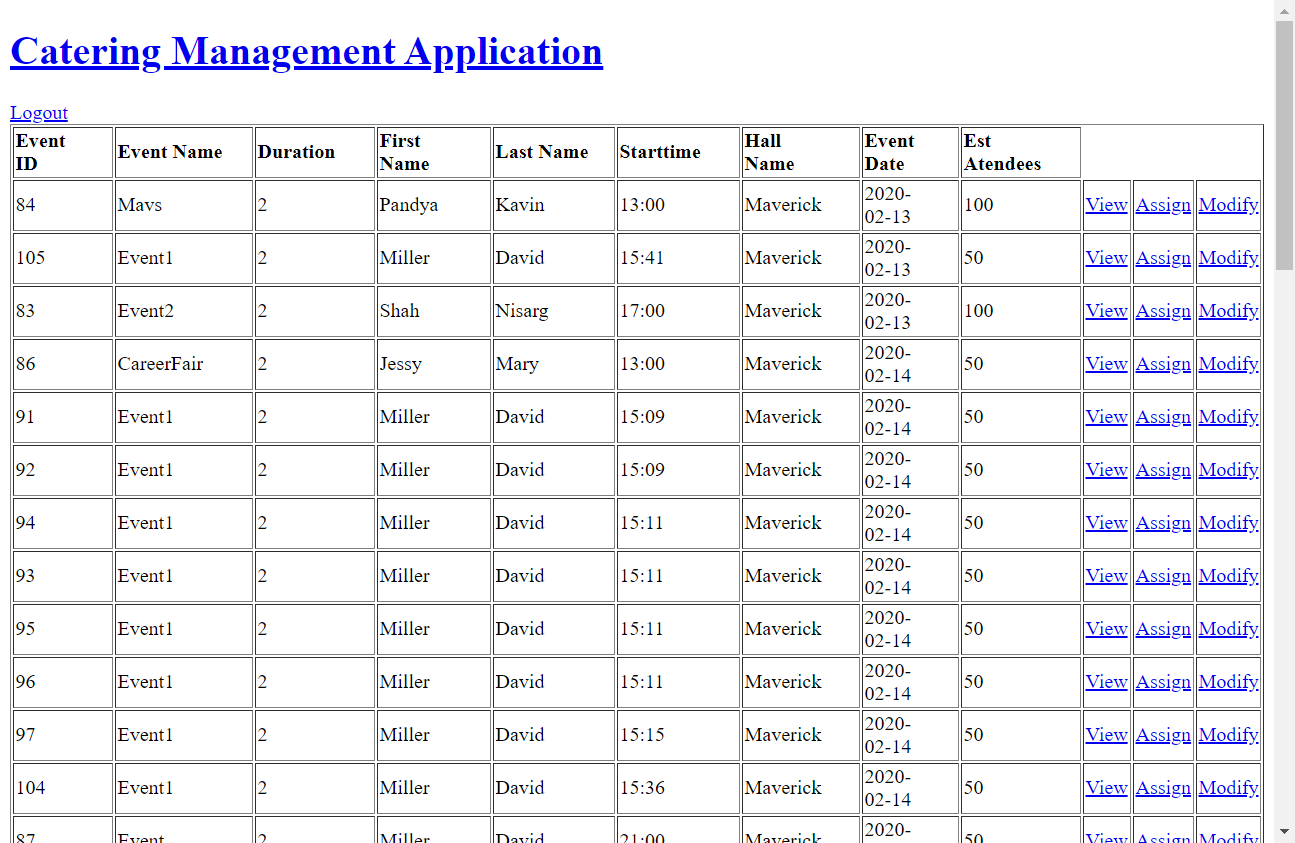 Catering Management Application
Logout
Event ID Event Name Duration First Name Last Name Starttime Hall Name Event Date Est Atendees
84 Mavs 2 Pandya Kavin 13:00 Maverick 2020-02-13 100 View Assign Modify
105 Event1 2 Miller David 15:41 Maverick 2020-02-13 50 View Assign Modify
83 Event2 2 Shah Nisarg 17:00 Maverick 2020-02-13 100 View Assign Modify
86 CareerFair 2 Jessy Mary 13:00 Maverick 2020-02-14 50 View Assign Modify
91 Event1 2 Miller David 15:09 Maverick 2020-02-14 50 View Assign Modify
92 Event1 2 Miller David 15:09 Maverick 2020-02-14 50 View Assign Modify
94 Event1 2 Miller David 15:11 Maverick 2020-02-14 50 View Assign Modify
93 Event1 2 Miller David 15:11 Maverick 2020-02-14 50 View Assign Modify
95 Event1 2 Miller David 15:11 Maverick 2020-02-14 50 View Assign Modify
96 Event1 2 Miller David 15:11 Maverick 2020-02-14 50 View Assign Modify
97 Event1 2 Miller David 15:15 Maverick 2020-02-14 50 View Assign Modify
104 Event1 2 Miller David 15:36 Maverick 2020-02-14 50 View Assign Modify
87 Event 2 Miller David 21:00 Maverick 2020- 50 View Assign Modify